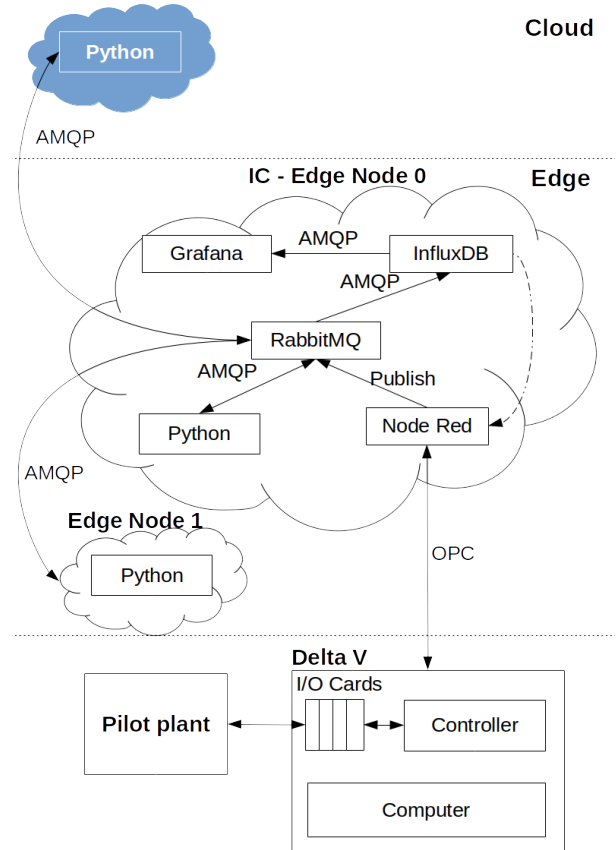 Cloud
Python
AMQP
IC - Edge Node 0
Edge
Grafana
AMQP
InfluxDB
AMQP
RabbitMQ
AMQP
Publish
Python
Node Red
AMQP
Edge Node 1
Python
OPC
Delta V
I/O Cards
Pilot plant
Controller
Computer